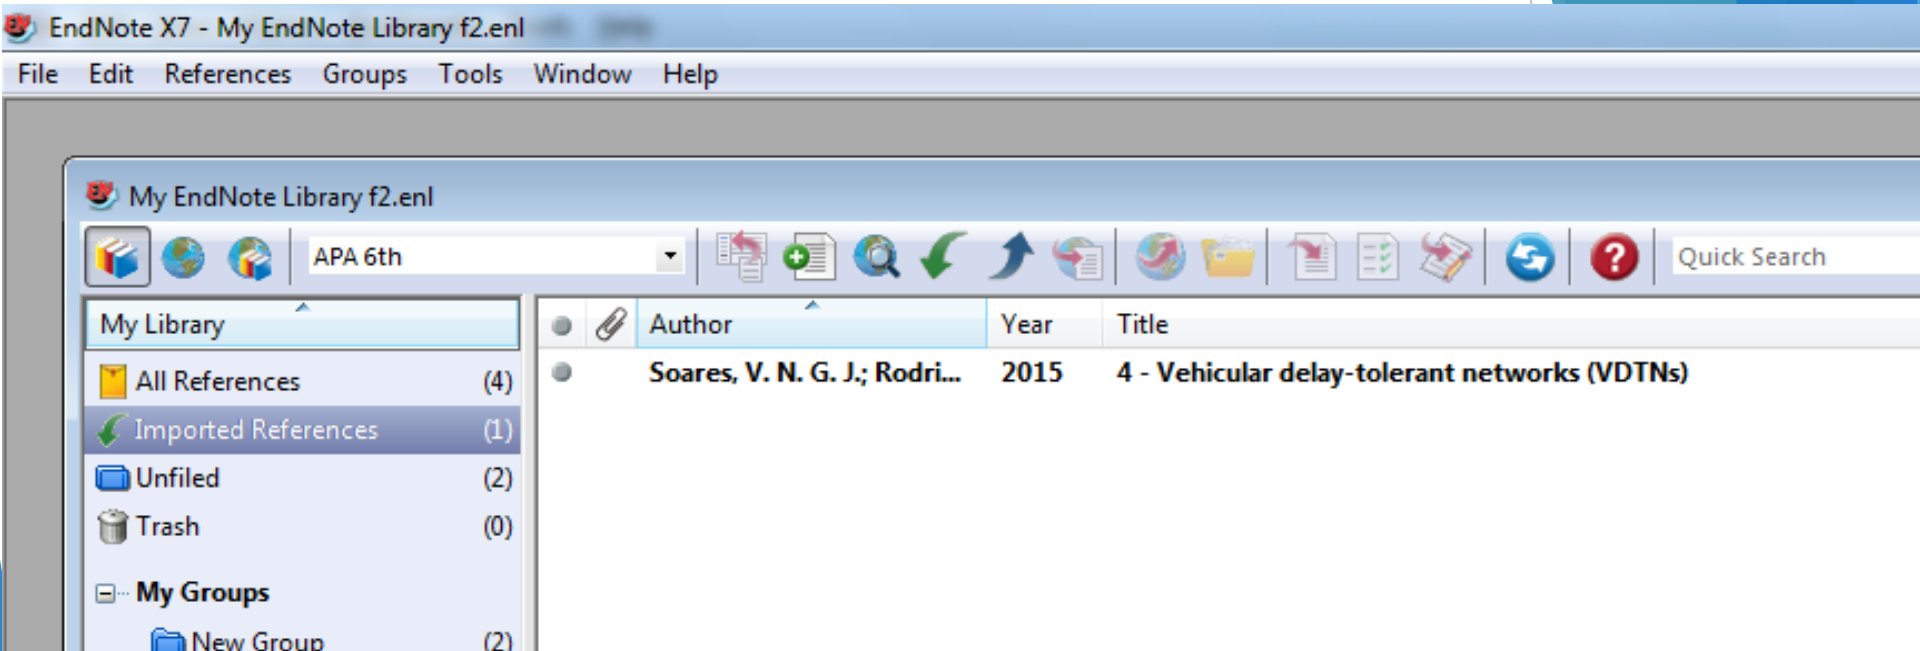 EndNote X7 - My EndNote Library f2.enl
File Edit References Groups Tools Window Help
My EndNote Library f2.enl
APA 6th Quick Search
My Library
All References (4)
Imported References (1)
Unfiled (2)
Trash (0)
My Groups
New Group (2)
Author Year Title
Soares, V. N. G. J.; Rodri... 2015 4 - Vehicular delay-tolerant networks (VDTNs)